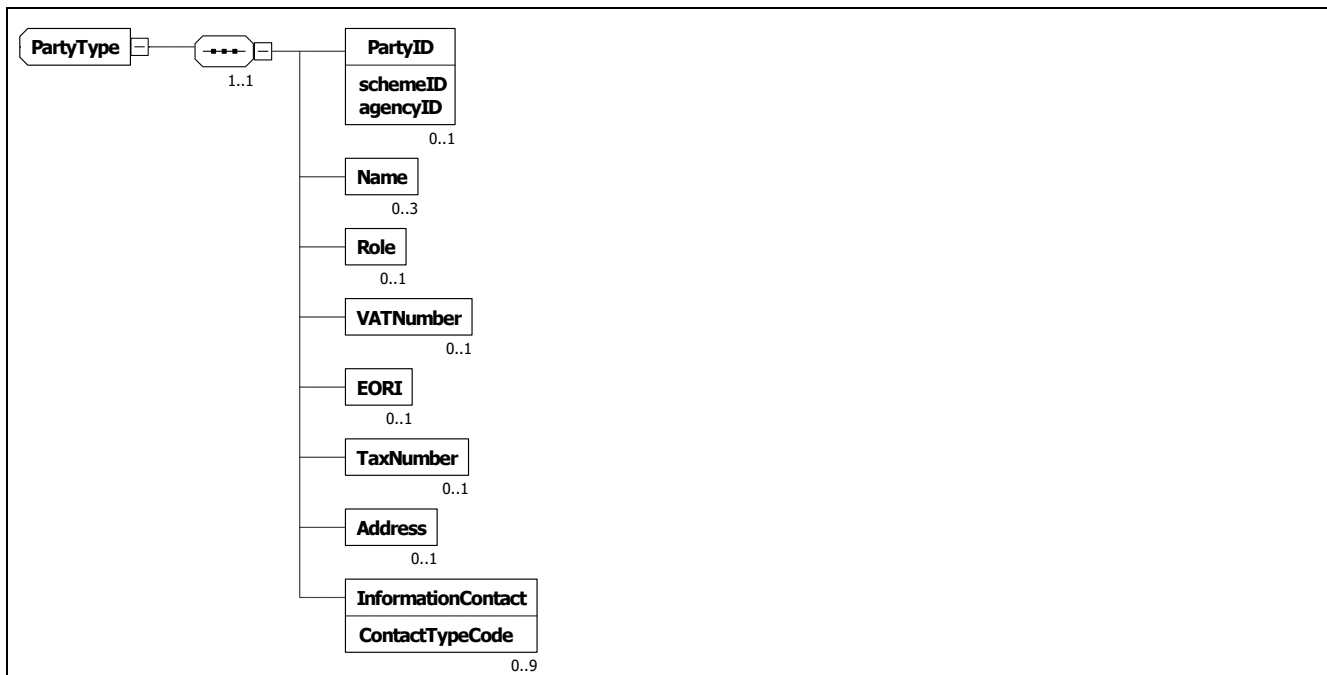 PartyType
1..1
PartyID
schemeID
agencyID
0..1
Name
0..3
Role
0..1
VATNumber
0..1
EORI
0..1
TaxNumber
0..1
Address
0..1
InformationContact
ContactTypeCode
0..9